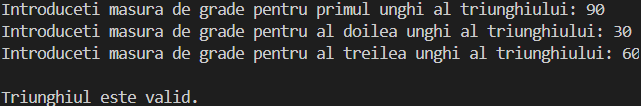 Introduceti masura de grade pentru primul unghi al triunghiului: 90
Introduceti masura de grade pentru al doilea unghi al triunghiului: 30
Introduceti masura de grade pentru al treilea unghi al triunghiului: 60
Triunghiul este valid.